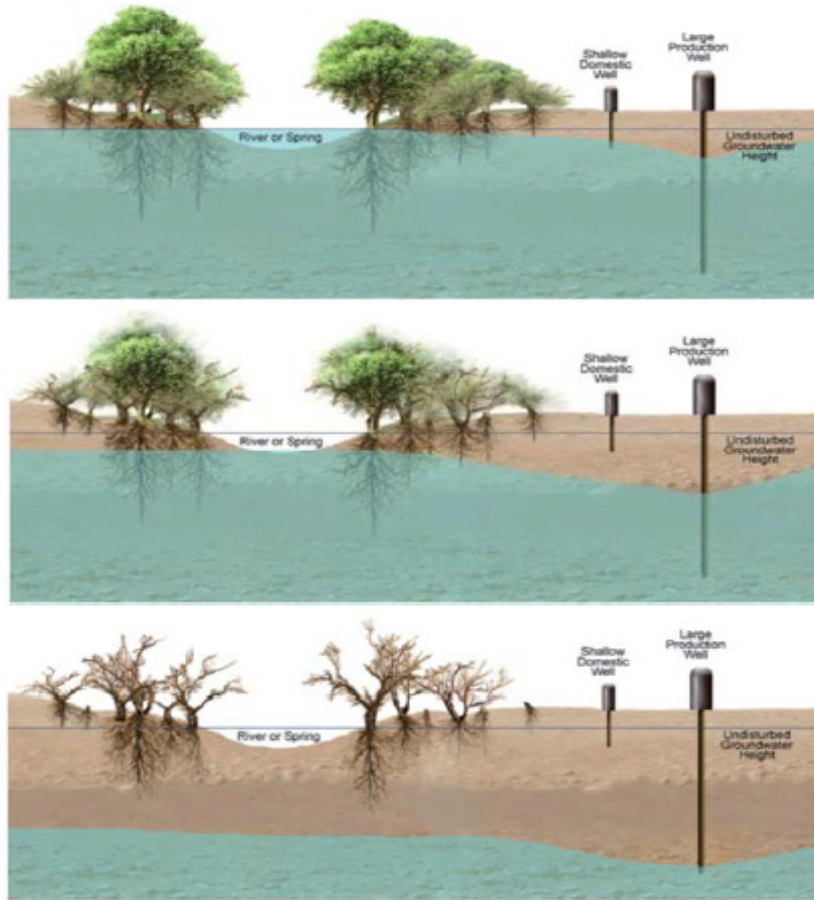 Shallow
Domestic
Well
Large
Production
Well
River or Spring
Undisturbed
Groundwater
Height
Shallow
Domestic
Well
Large
Production
Well
River or Spring
Undisturbed
Groundwater
Height
Shallow
Domestic
Well
Large
Production
Well
River or Spring
Undisturbed
Groundwater
Height